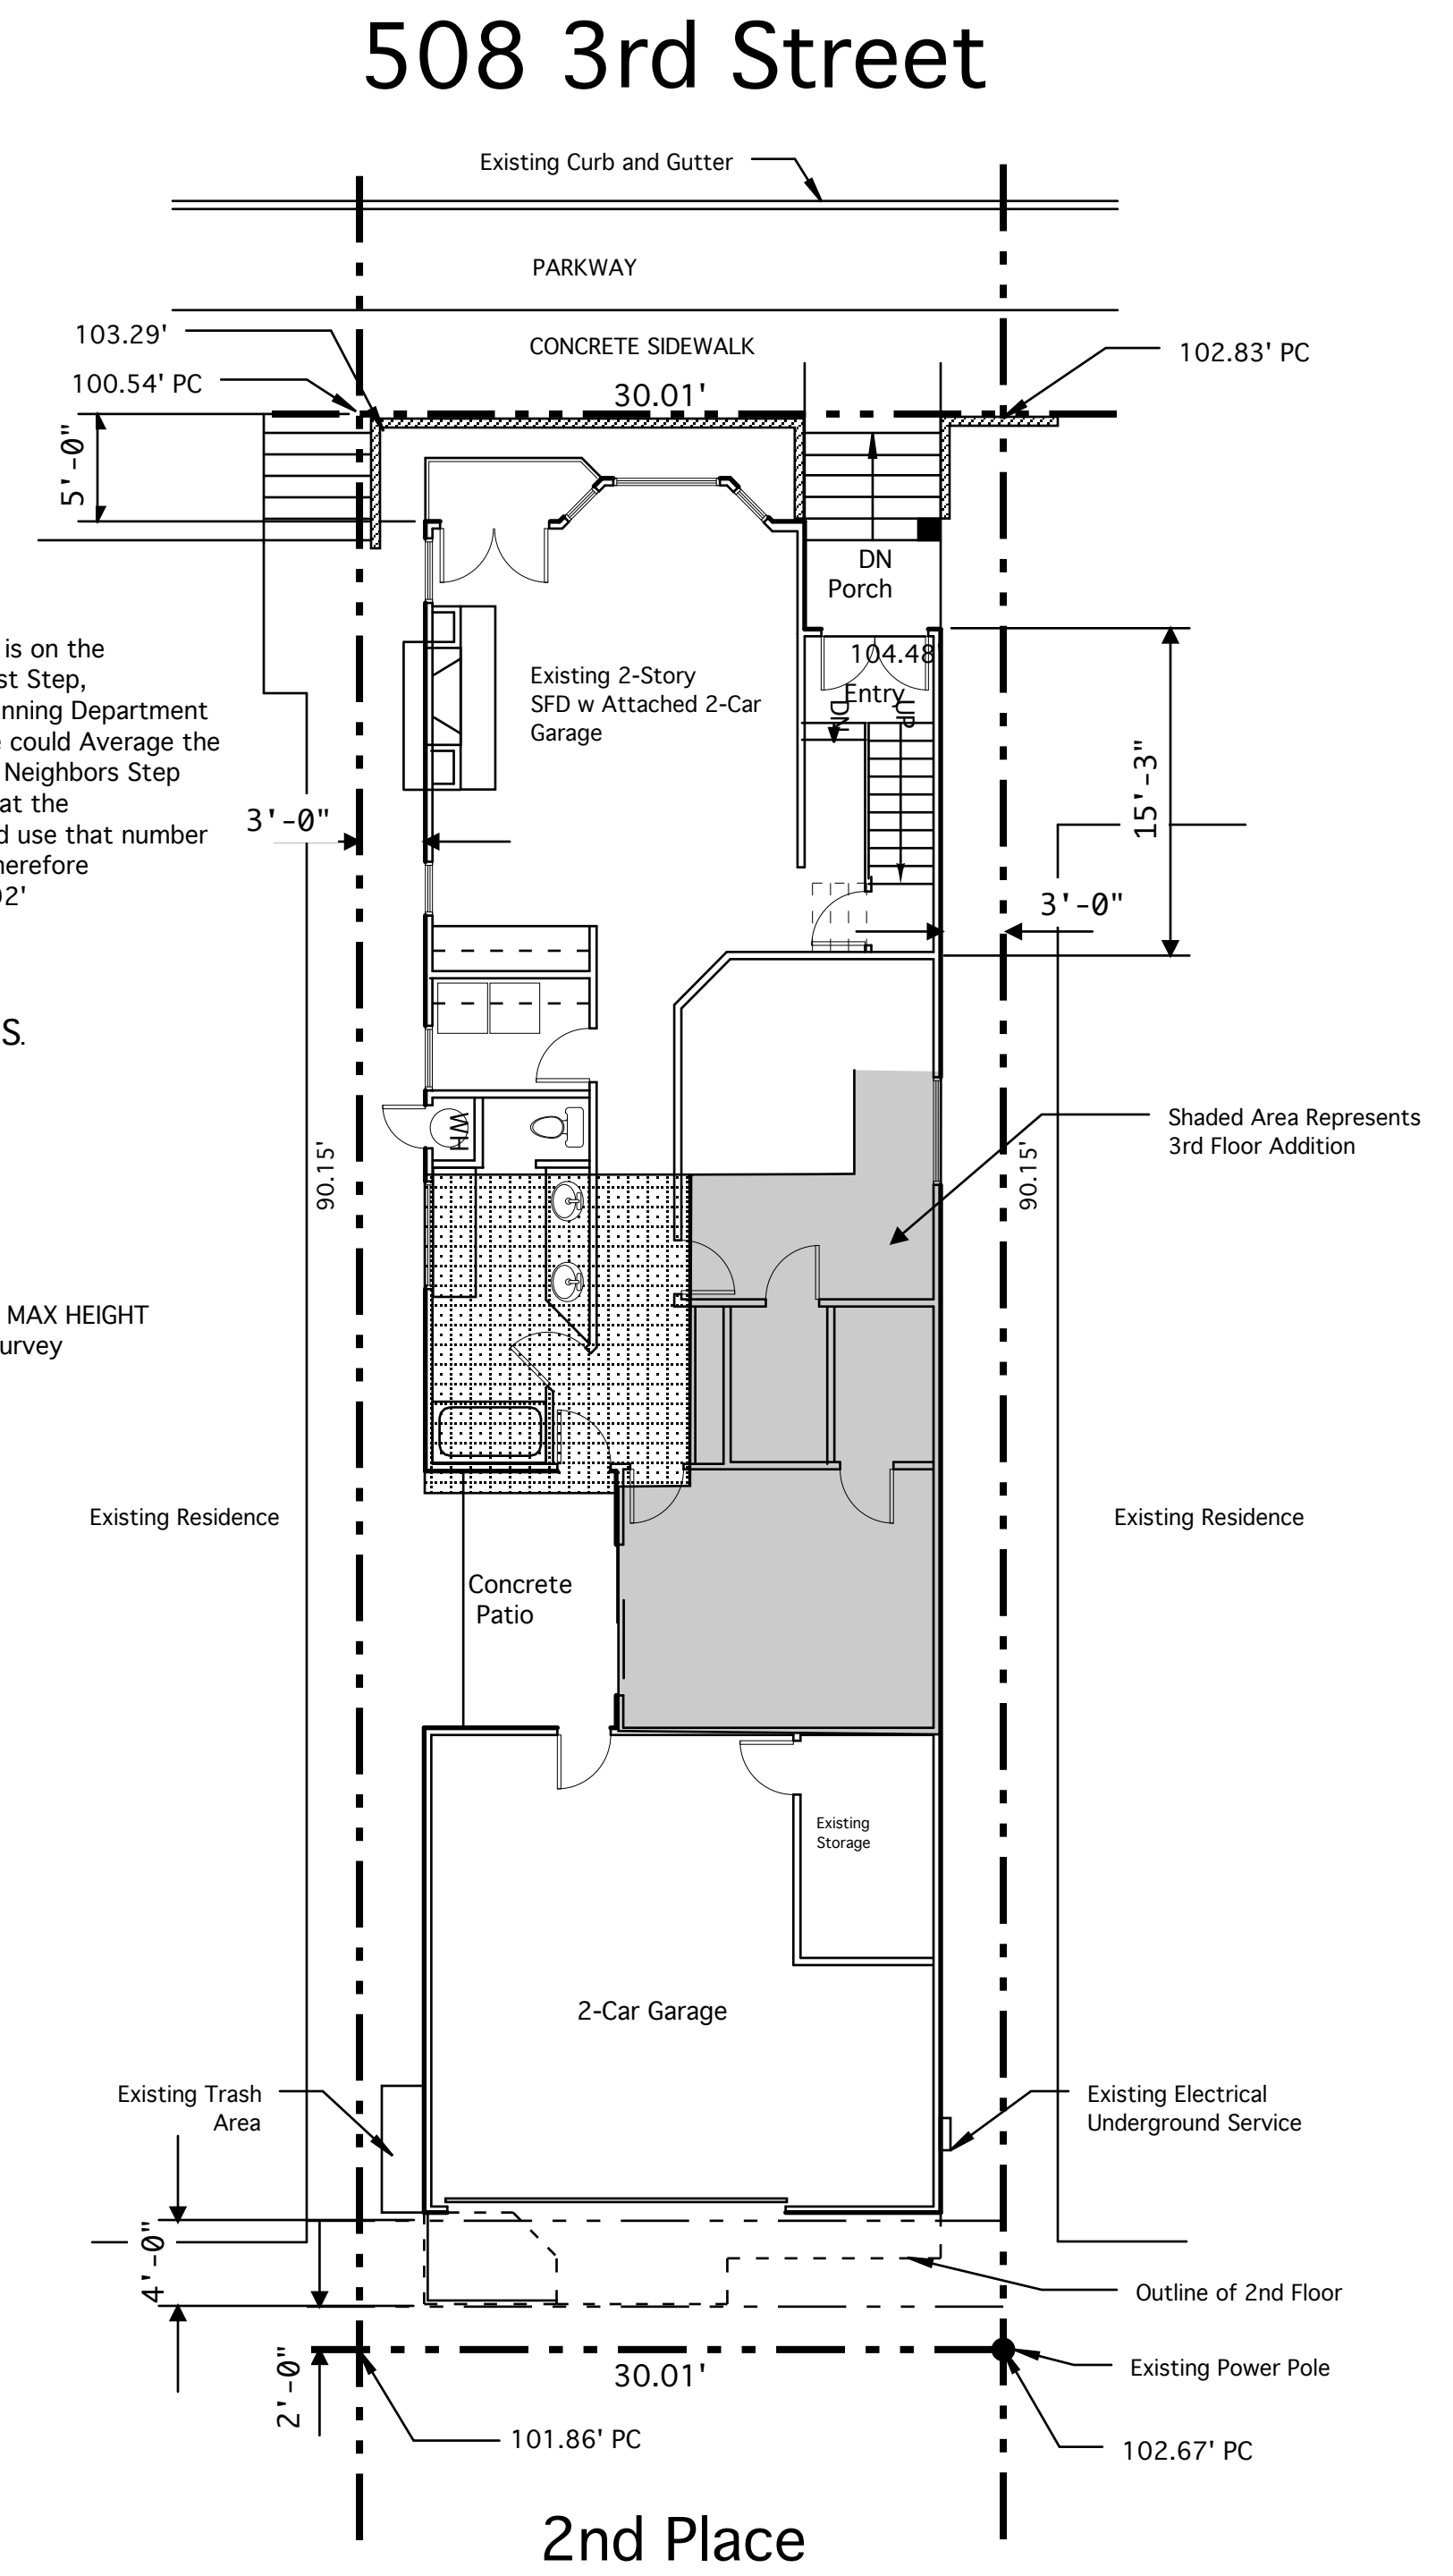 508 3rd Street
Existing Curb and Gutter
PARKWAY
103.29'
CONCRETE SIDEWALK
102.83' PC
100.54' PC
30.01'
5'-0"
DN
Porch
is on the
st Step,
nning Department
could Average the
Neighbors Step
at the
d use that number
herefore
02'
104.48
Existing 2-Story
SFD w Attached 2-Car
Garage
Entry
DN
UP
15'-3"
3'-0"
3'-0"
S.
WH
90.15'
90.15'
Shaded Area Represents
3rd Floor Addition
MAX HEIGHT
urvey
Existing Residence
Existing Residence
Concrete
Patio
Existing
Storage
2-Car Garage
Existing Trash
Area
Existing Electrical
Underground Service
4'-0"
Outline of 2nd Floor
2'-0"
30.01'
Existing Power Pole
101.86' PC
102.67' PC
2nd Place